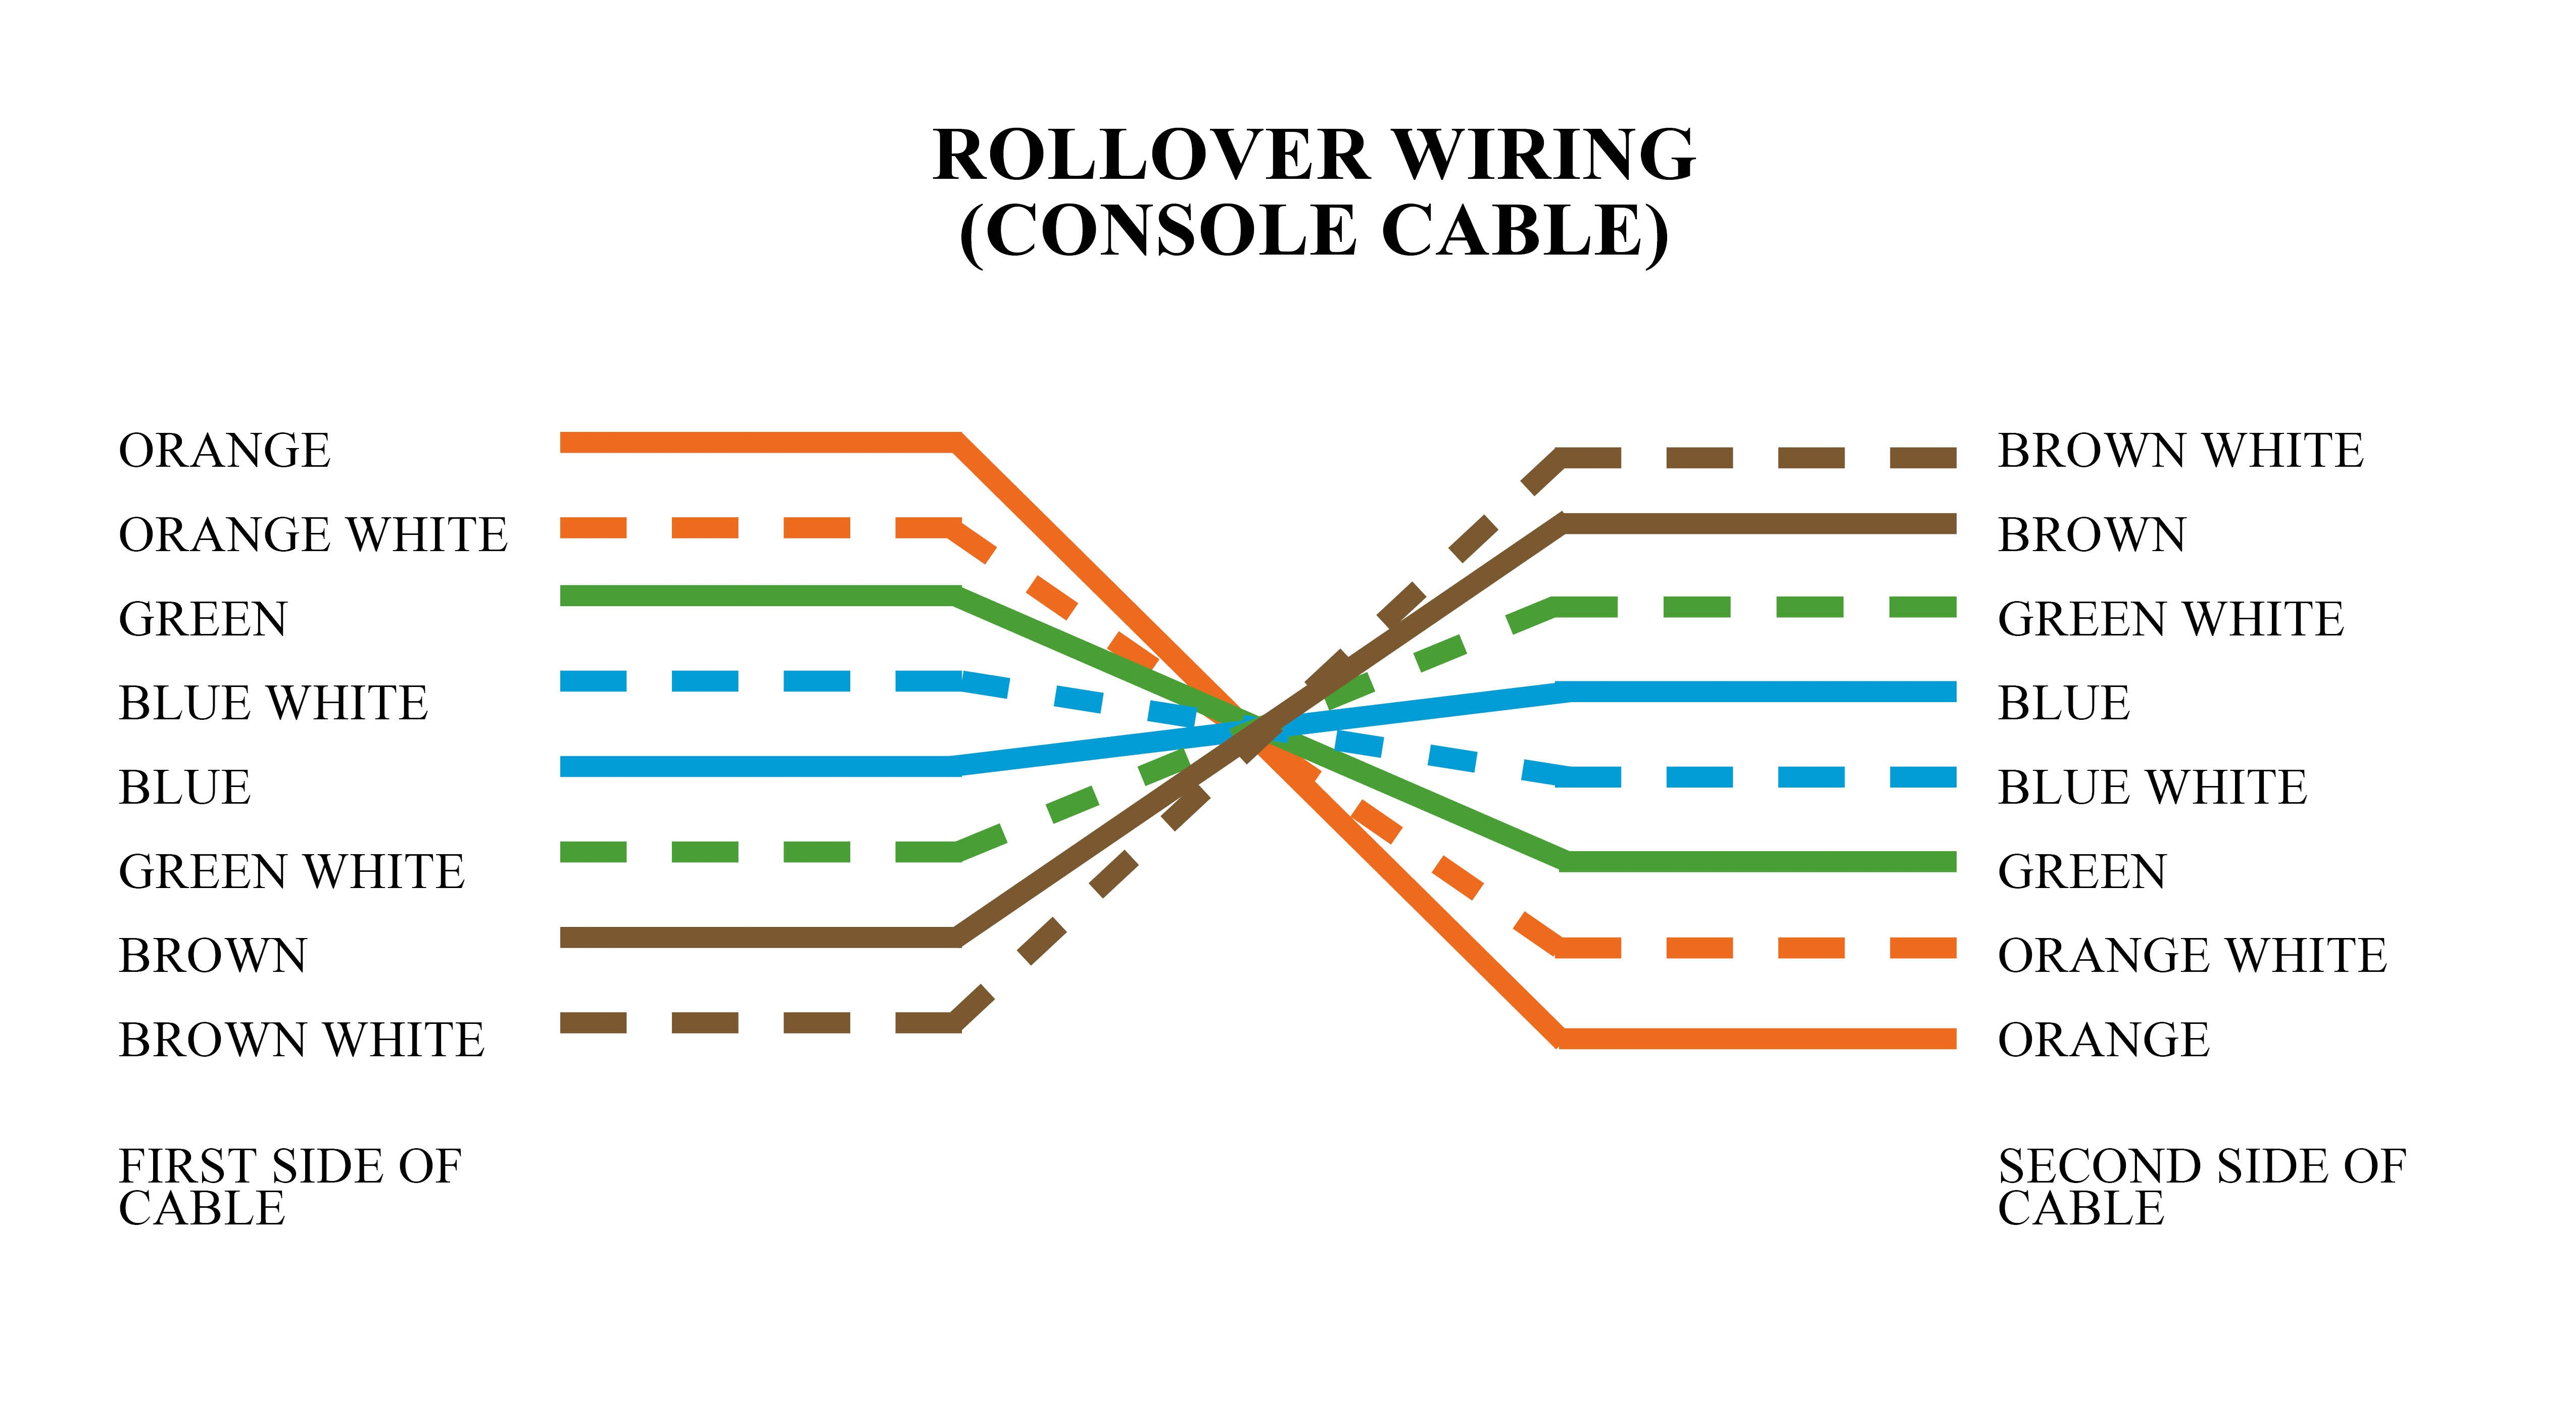 ROLLOVER WIRING
(CONSOLE CABLE)
ORANGE
ORANGE WHITE
GREEN
BLUE WHITE
BLUE
GREEN WHITE
BROWN
BROWN WHITE
FIRST SIDE OF
CABLE
BROWN WHITE
BROWN
GREEN WHITE
BLUE
BLUE WHITE
GREEN
ORANGE WHITE
ORANGE
SECOND SIDE OF
CABLE